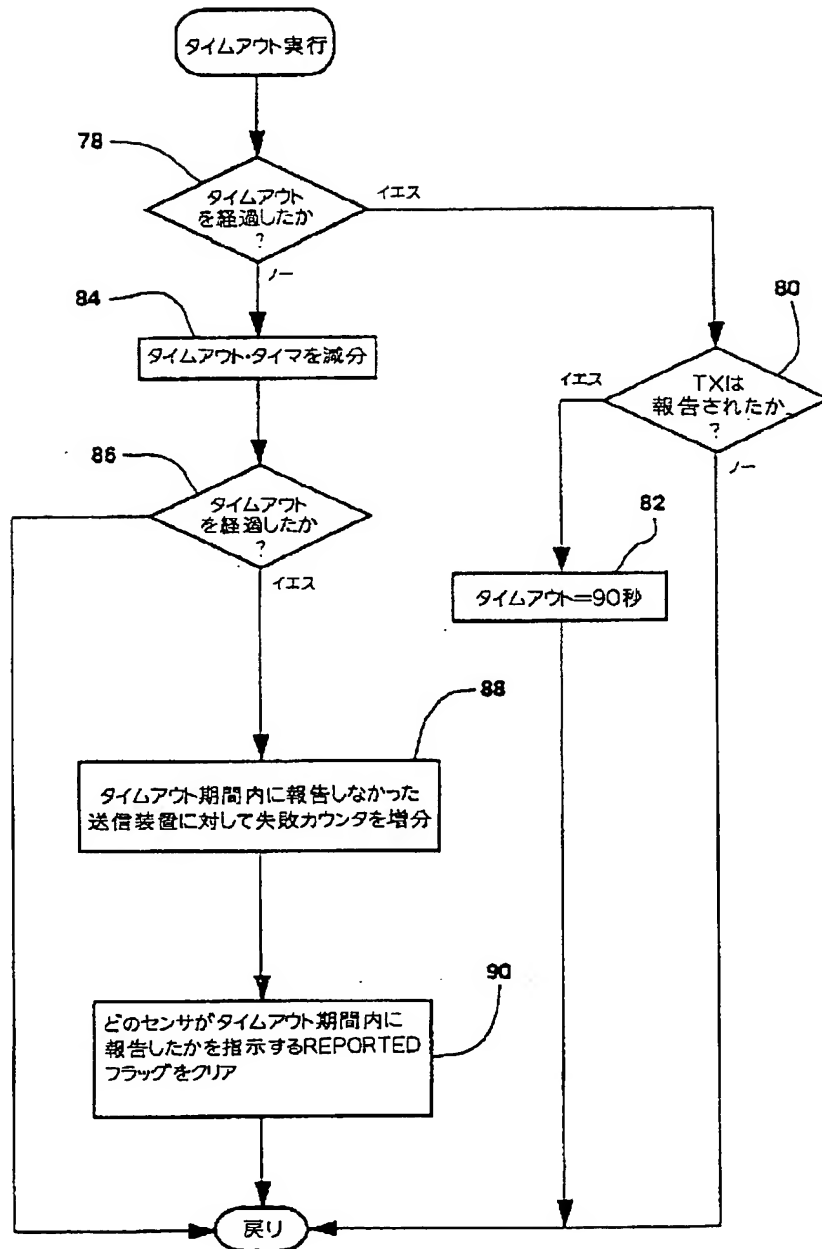 タイムアウト実行
78
タイムアウト
を経過したか
?
イエス
ノー
84
タイムアウト・タイマを減分
80
TXは
報告されたか
?
イエス
ノー
86
タイムアウト
を経過したか
?
イエス
82
タイムアウト=90秒
88
タイムアウト期間内に報告しなかった
送信装置に対して失敗カウンタを増分
90
どのセンサがタイムアウト期間内に
報告したかを指示するREPORTED
フラッグをクリア
戻り